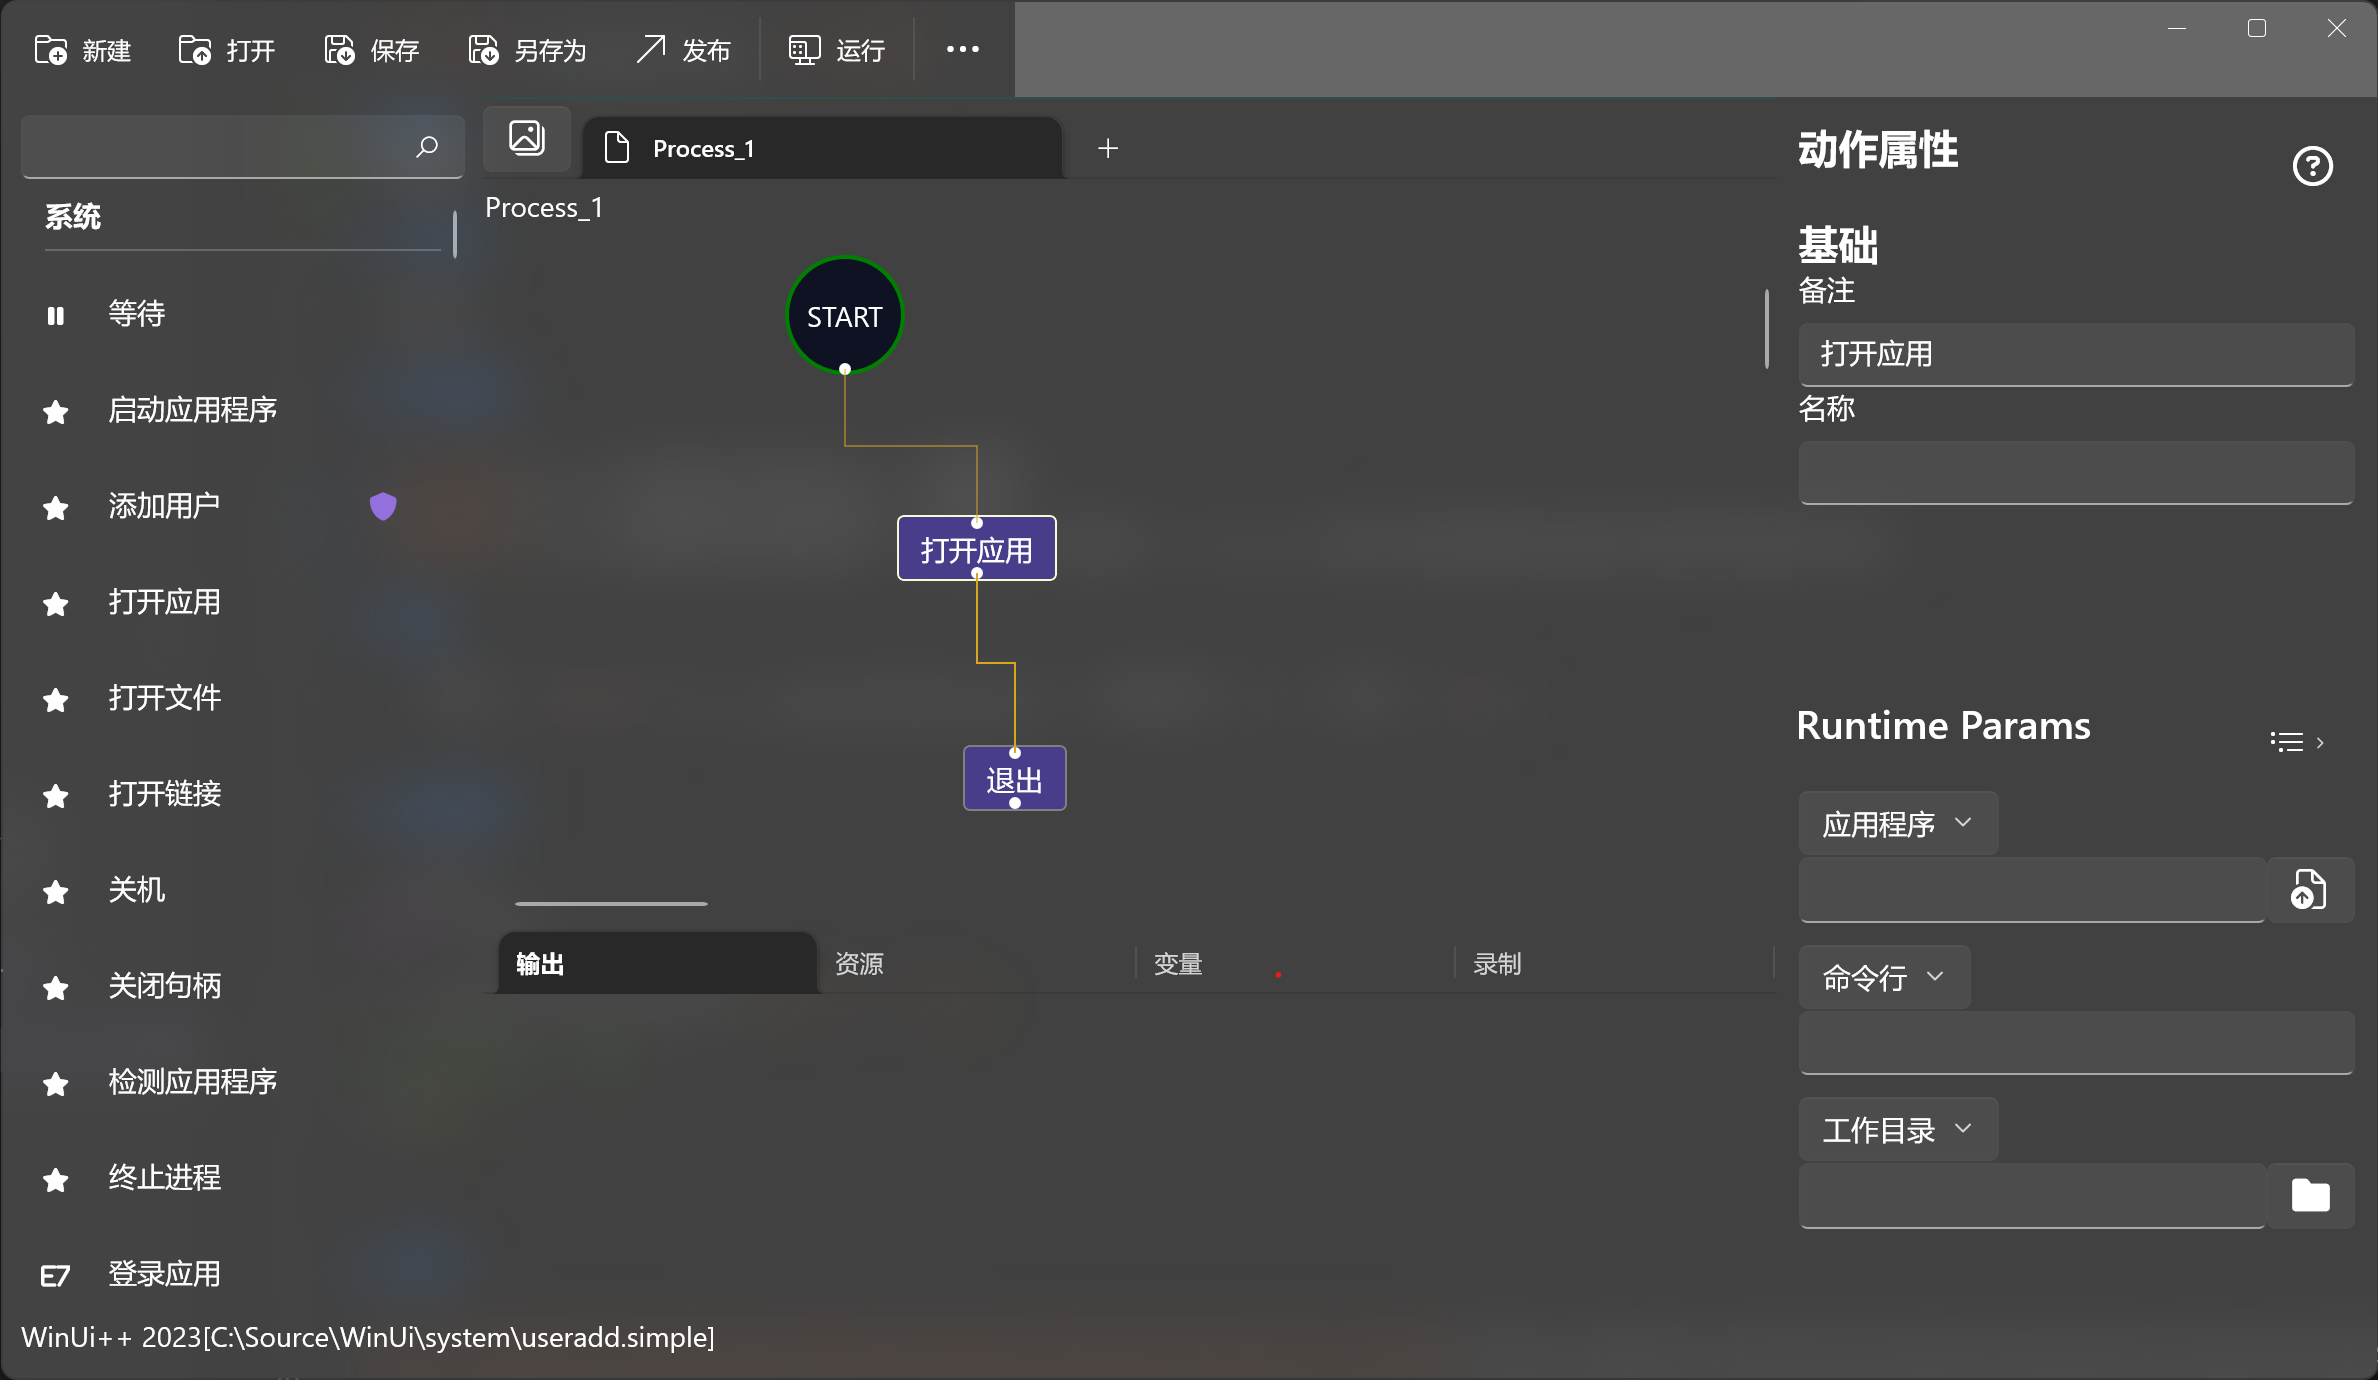 新建 打开 保存 另存为 发布 运行
Process_1
系统
等待
启动应用程序
添加用户
打开应用
打开文件
打开链接
关机
关闭句柄
检测应用程序
终止进程
E7 登录应用
Process_1
START
打开应用
退出
输出 资源 变量 录制
动作属性
基础
备注
打开应用
名称
Runtime Params
应用程序
命令行
工作目录
WinUi++ 2023[C:\Source\WinUi\system\useradd.simple]